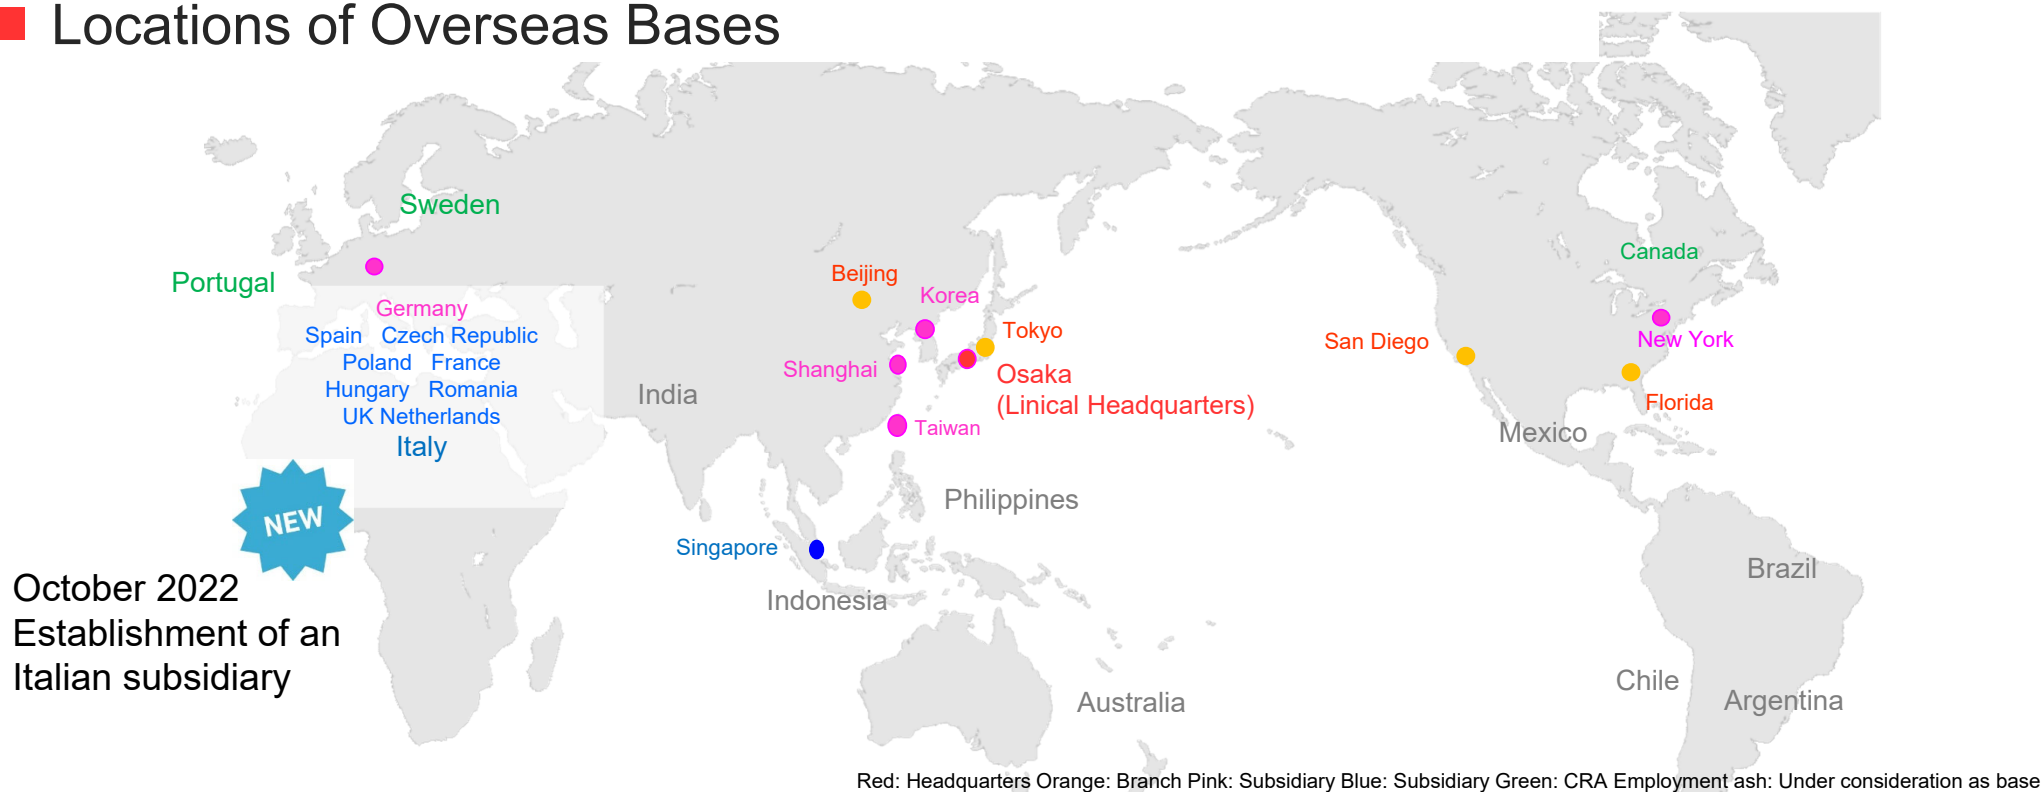 Locations of Overseas Bases
Sweden
Portugal
Germany
Spain Czech Republic
Poland France
Hungary Romania
UK Netherlands
Italy
NEW
October 2022
Establishment of an
Italian subsidiary
India
Beijing
Korea
Tokyo
Shanghai
Osaka
(Linical Headquarters)
Taiwan
Philippines
Singapore
Indonesia
Australia
Canada
San Diego
New York
Florida
Mexico
Brazil
Chile
Argentina
Red: Headquarters Orange: Branch Pink: Subsidiary Blue: Subsidiary Green: CRA Employment ash: Under consideration as base